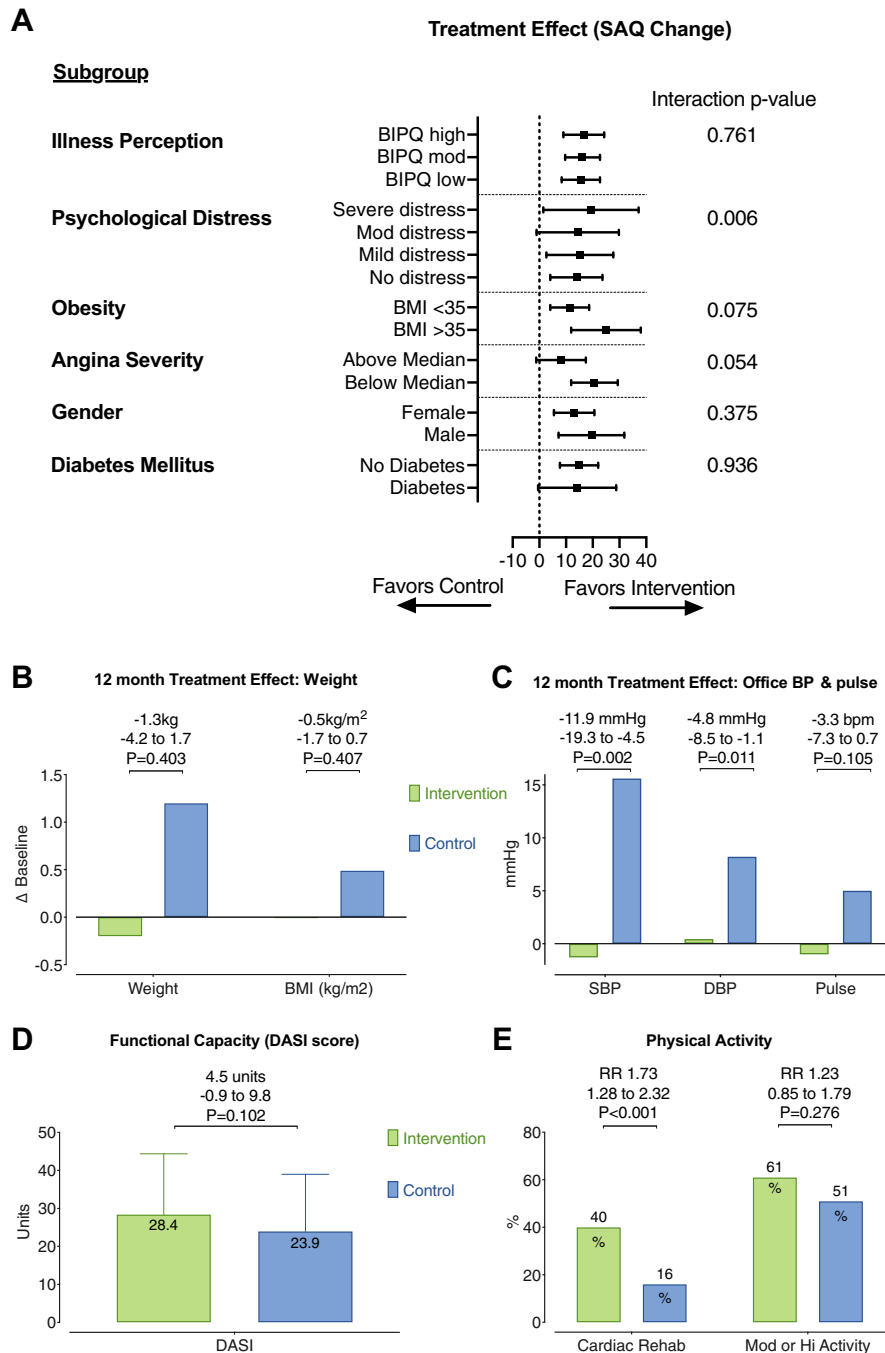 A
Treatment Effect (SAQ Change)
Subgroup
Interaction p-value
Illness Perception
BIPQ high
0.761
BIPQ mod
BIPQ low
Psychological Distress
Severe distress
0.006
Mod distress
Mild distress
No distress
Obesity
BMI <35
0.075
BMI >35
Angina Severity
Above Median
0.054
Below Median
Gender
Female
0.375
Male
Diabetes Mellitus
No Diabetes
0.936
Diabetes
-10 0 10 20 30 40
Favors Control
Favors Intervention
B
12 month Treatment Effect: Weight
-1.3kg
-4.2 to 1.7
P=0.403
-0.5kg/m2
-1.7 to 0.7
P=0.407
1.5
1.0
0.5
0.0
-0.5
Δ Baseline
Weight
BMI (kg/m2)
Intervention
Control
C
12 month Treatment Effect: Office BP & pulse
-11.9 mmHg
-19.3 to -4.5
P=0.002
-4.8 mmHg
-8.5 to -1.1
P=0.011
-3.3 bpm
-7.3 to 0.7
P=0.105
15
10
5
0
mmHg
SBP
DBP
Pulse
D
Functional Capacity (DASI score)
4.5 units
-0.9 to 9.8
P=0.102
50
40
30
20
10
0
Units
28.4
23.9
DASI
Intervention
Control
E
Physical Activity
RR 1.73
1.28 to 2.32
P<0.001
RR 1.23
0.85 to 1.79
P=0.276
80
60
40
20
0
%
40
%
16
%
61
%
51
%
Cardiac Rehab
Mod or Hi Activity